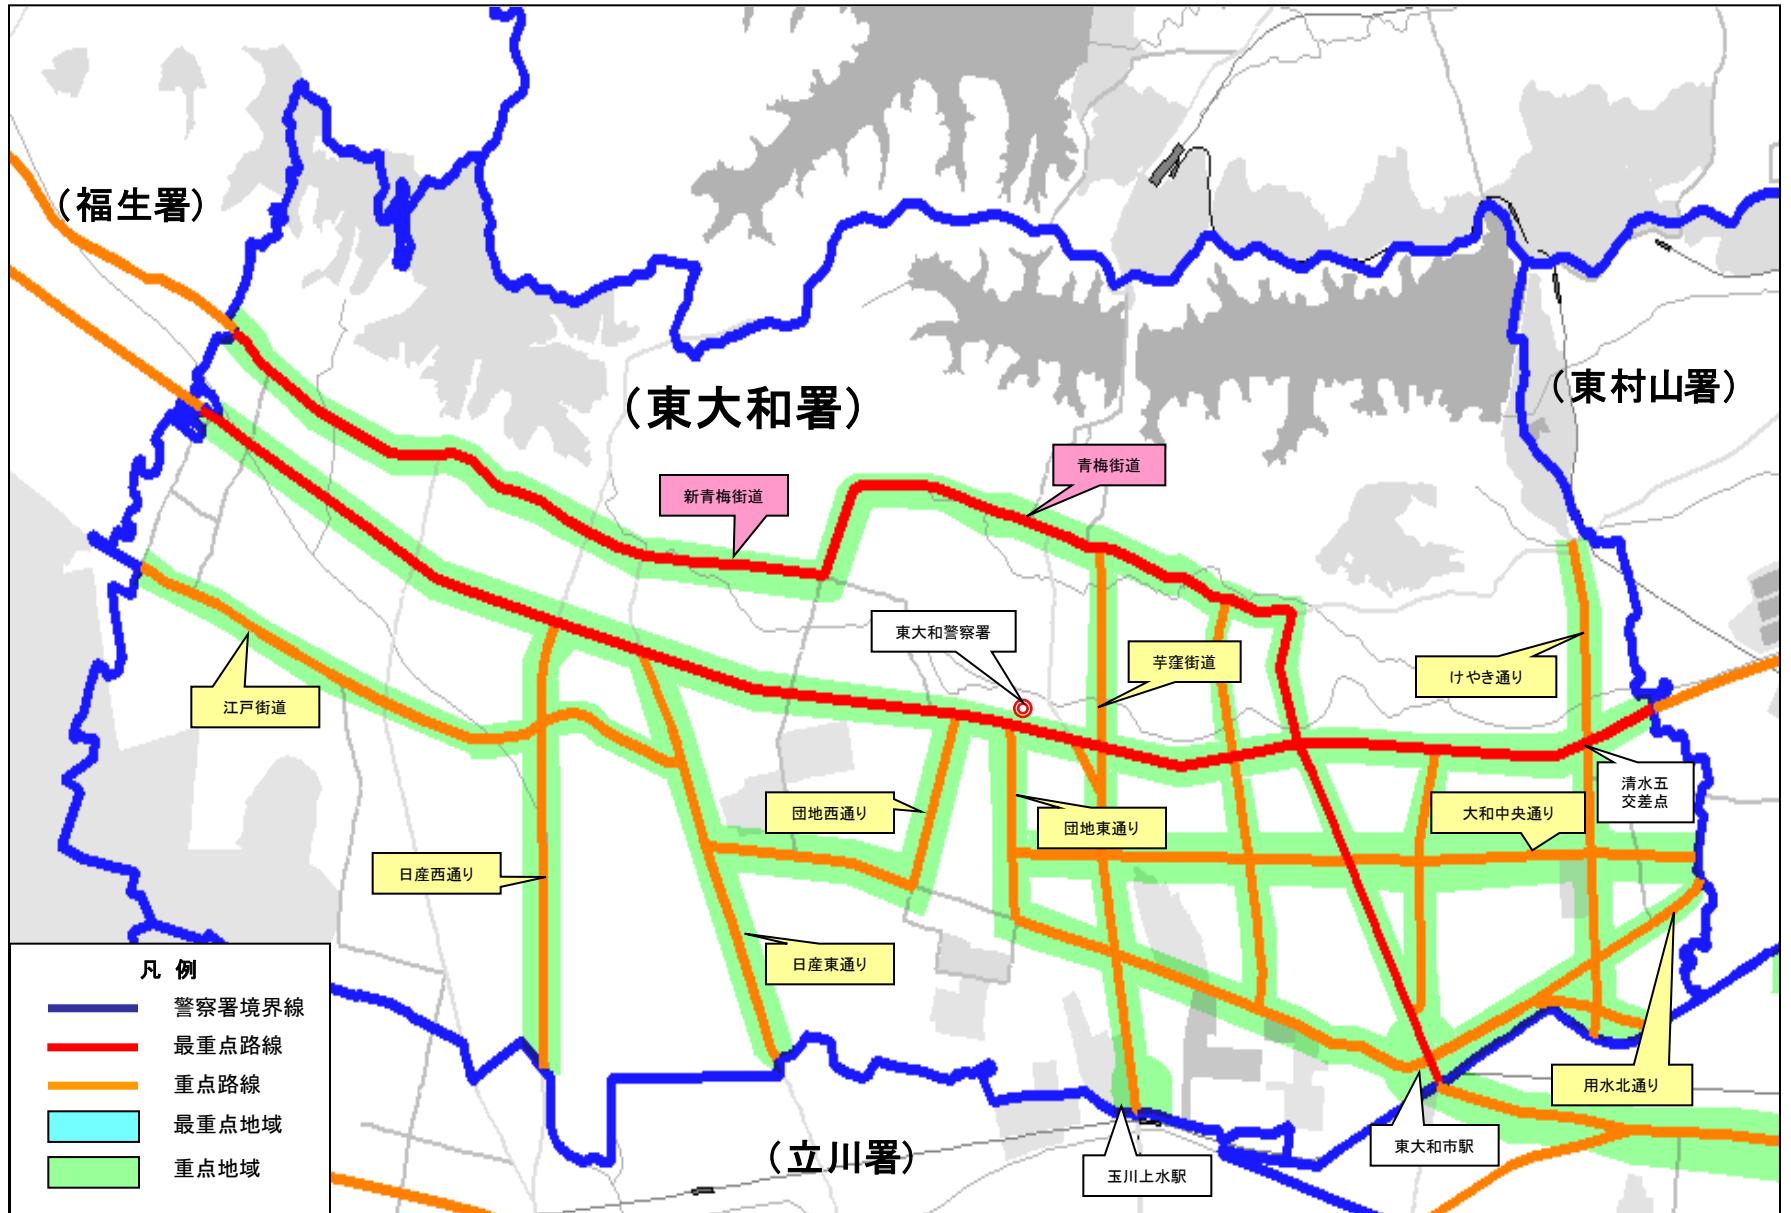 （福生署）
（東大和署）
（東村山署）
青梅街道
新青梅街道
東大和警察署
芋窪街道
けやき通り
江戸街道
清水五
交差点
団地西通り
団地東通り
大和中央通り
日産西通り
日産東通り
用水北通り
東大和市駅
玉川上水駅
（立川署）
凡 例
警察署境界線
最重点路線
重点路線
最重点地域
重点地域